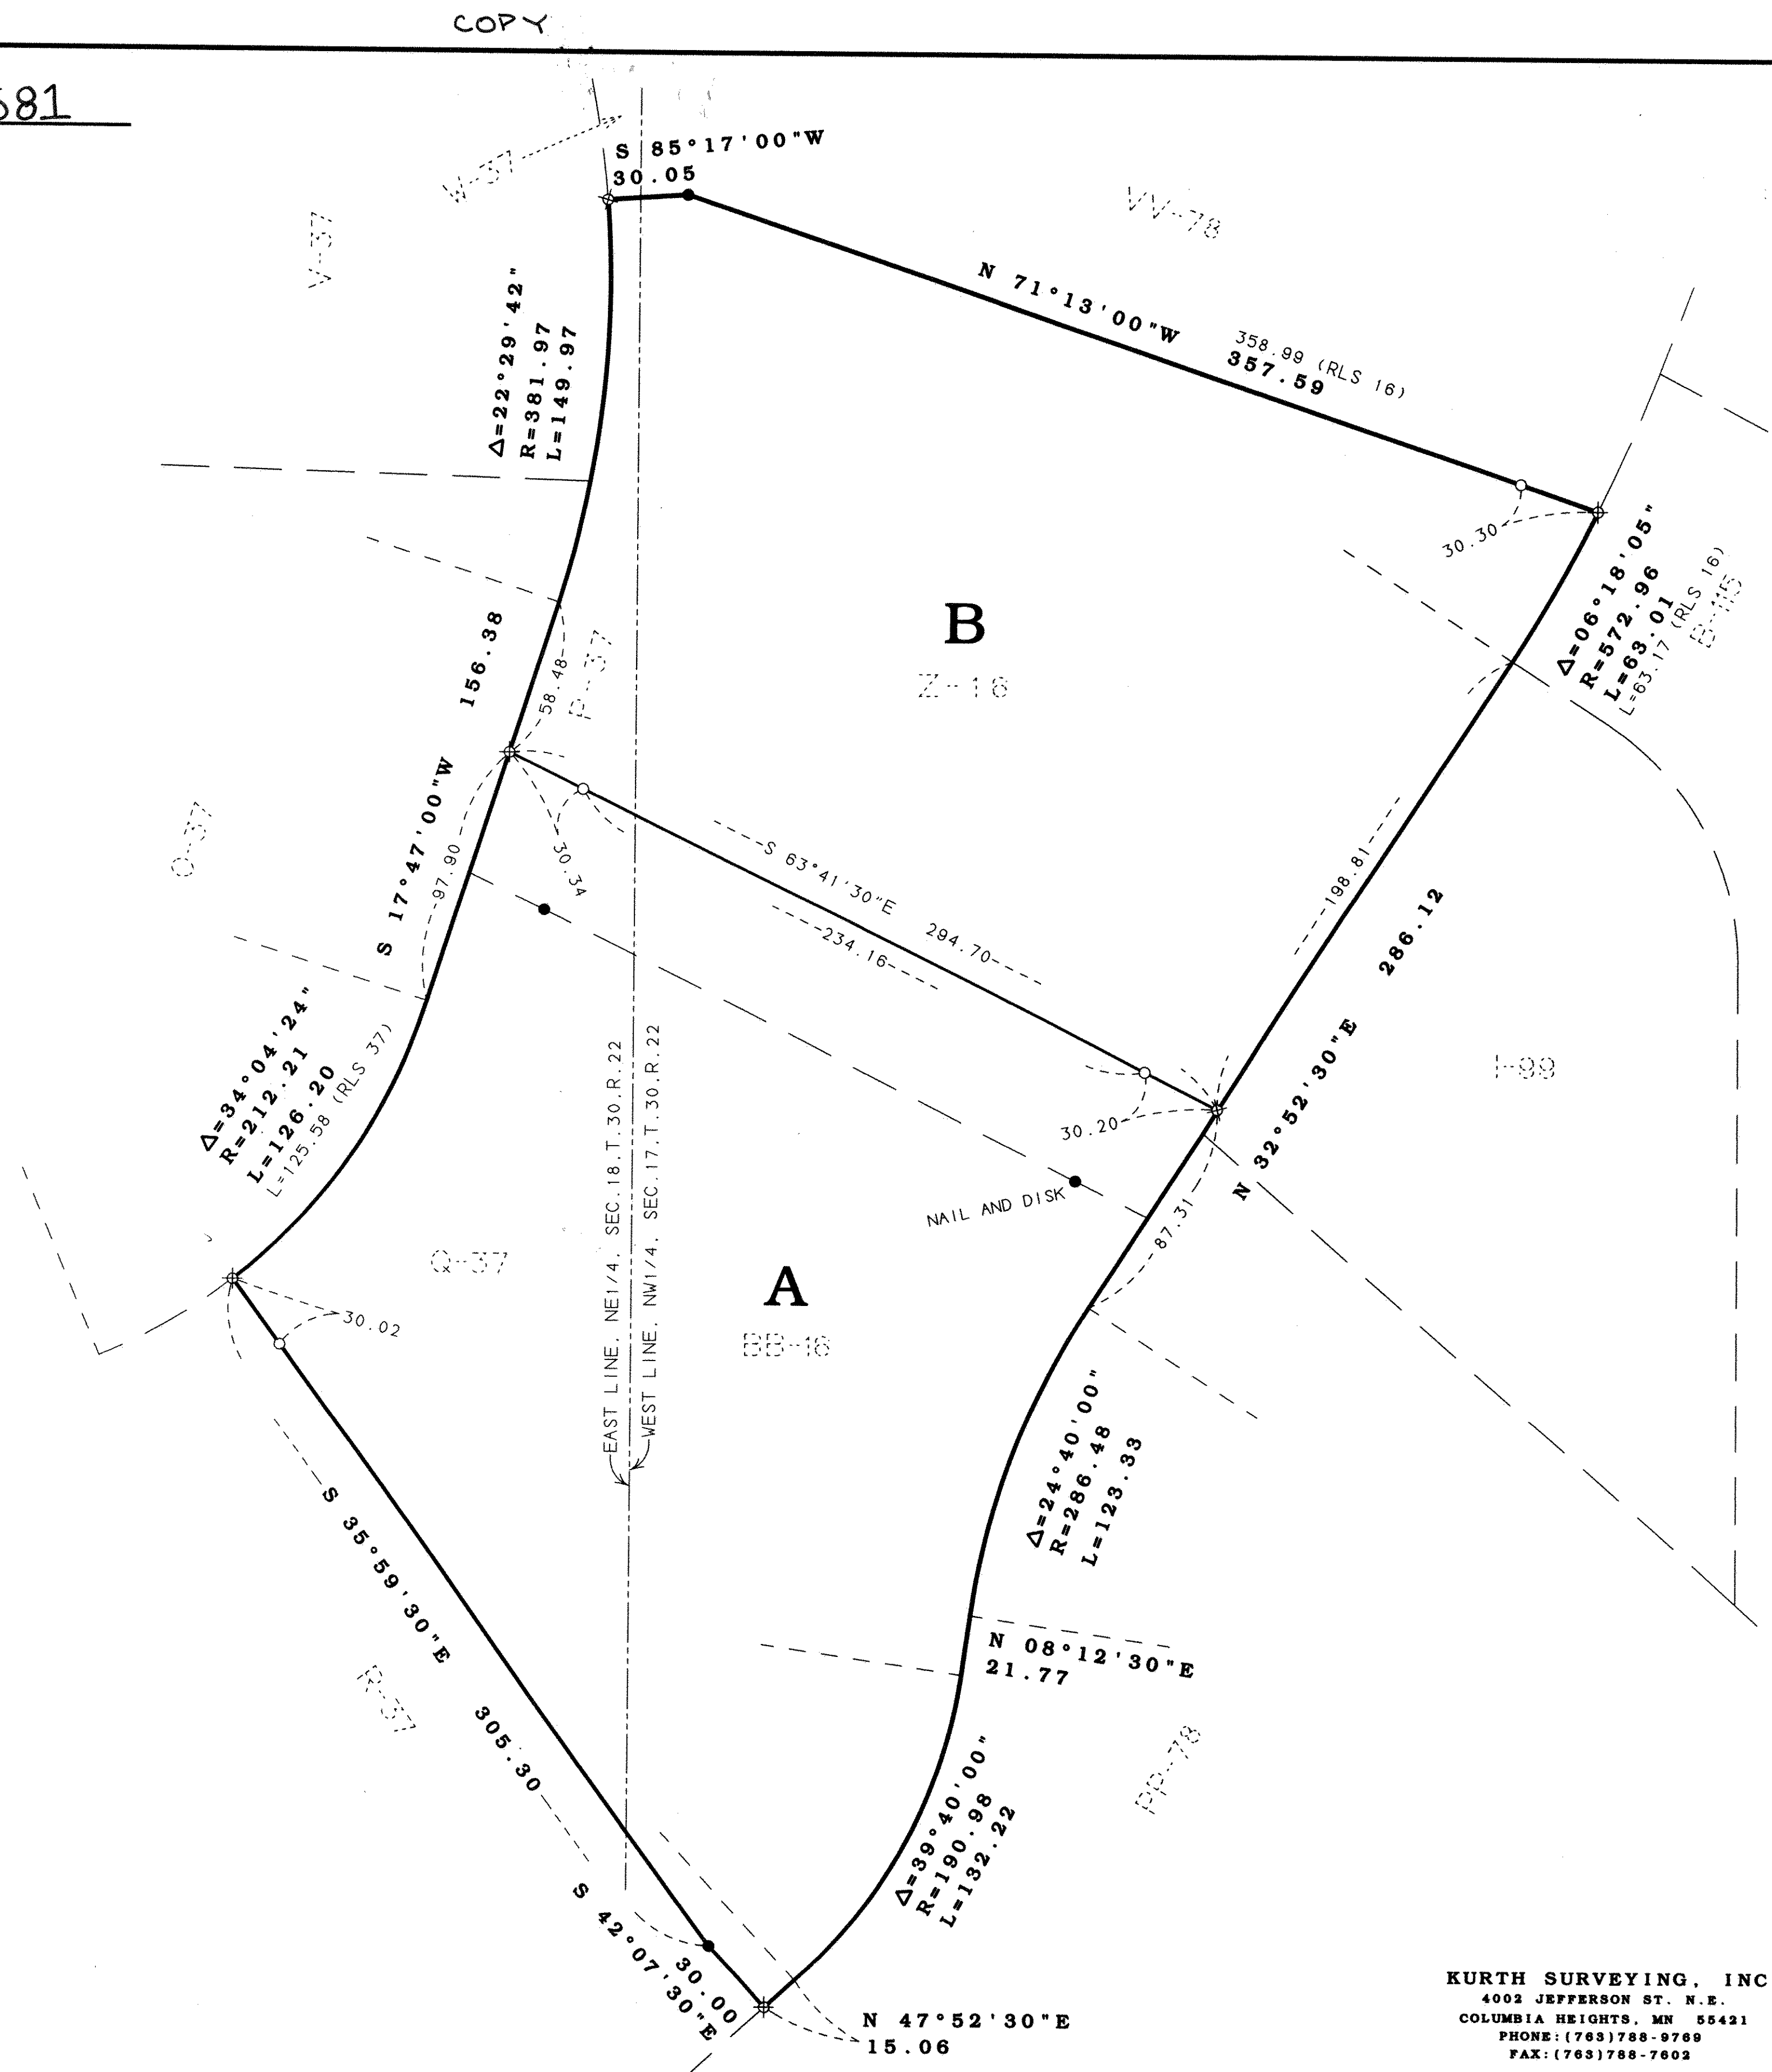 COPY
681
W-37
S 85°17'00"W
30.05
VV-78
V-37
N 71°13'00"W
358.99 (RLS 16)
357.59
Δ=22°29'42"
R=381.97
L=149.97
30.30
Δ=06°18'05"
R=572.96
L=63.01
L=63.17 (RLS 16)
B-115
B
Z-16
156.38
58.48
P-37
S 17°47'00"W
97.90
30.34
O-37
S 63°41'30"E 294.70
234.16
198.81
286.12
N 32°52'30"E
I-99
Δ=34°04'24"
R=212.21
L=126.20
L=125.58 (RLS 37)
EAST LINE, NE1/4, SEC.18.T.30.R.22
WEST LINE, NW1/4, SEC.17.T.30.R.22
30.20
NAIL AND DISK
87.31
Q-37
A
BB-16
30.02
Δ=24°40'00"
R=286.48
L=123.33
S 35°59'30"E
305.30
R-37
N 08°12'30"E
21.77
PP-78
Δ=39°40'00"
R=190.98
L=132.22
30.00
S 42°07'30"E
N 47°52'30"E
15.06
KURTH SURVEYING, INC
4002 JEFFERSON ST. N.E.
COLUMBIA HEIGHTS, MN 55421
PHONE:(763)788-9769
FAX:(763)788-7602